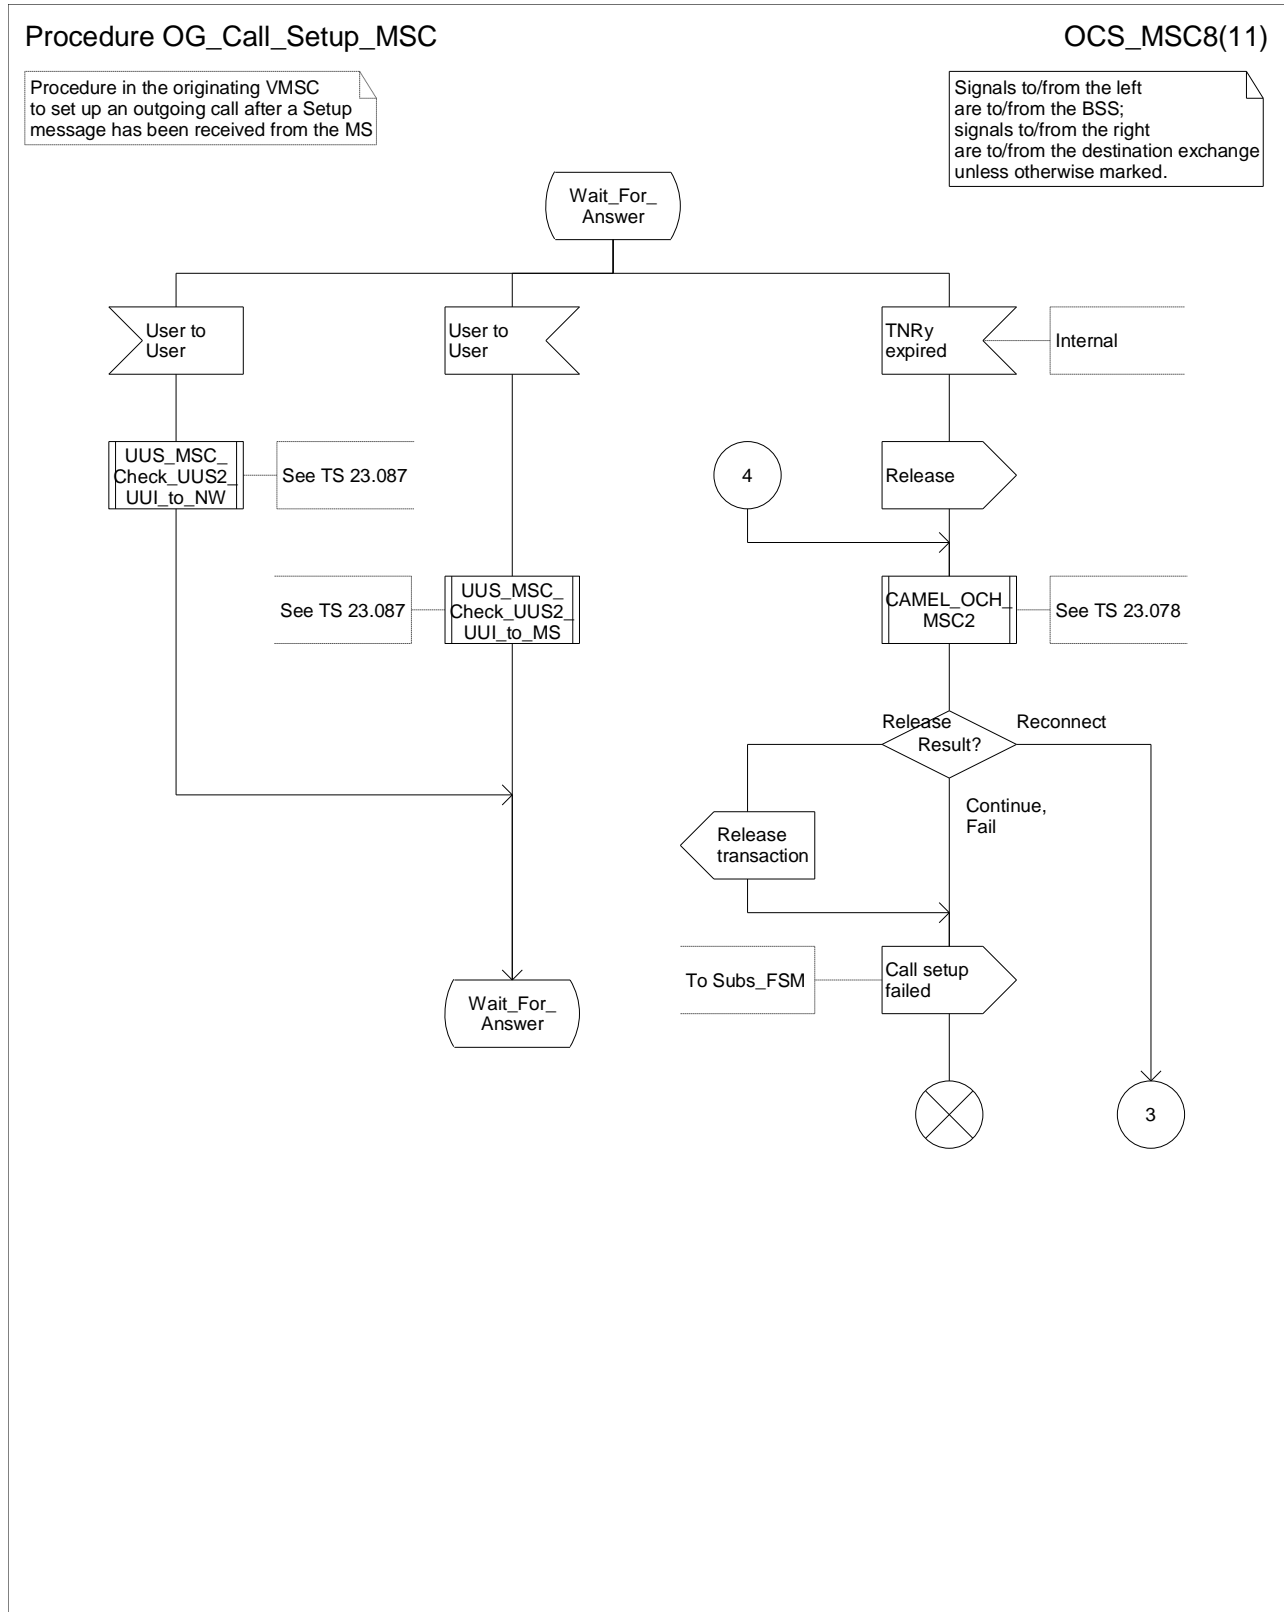 Procedure OG_Call_Setup_MSC
OCS_MSC8(11)
Procedure in the originating VMSC
to set up an outgoing call after a Setup
message has been received from the MS
Signals to/from the left
are to/from the BSS;
signals to/from the right
are to/from the destination exchange
unless otherwise marked.
Wait_For_
Answer
User to
User
User to
User
TNRy
expired
Internal
UUS_MSC_
Check_UUS2_
UUI_to_NW
See TS 23.087
4
Release
See TS 23.087
UUS_MSC_
Check_UUS2_
UUI_to_MS
CAMEL_OCH_
MSC2
See TS 23.078
Release
Result?
Reconnect
Continue,
Fail
Release
transaction
To Subs_FSM
Call setup
failed
Wait_For_
Answer
3